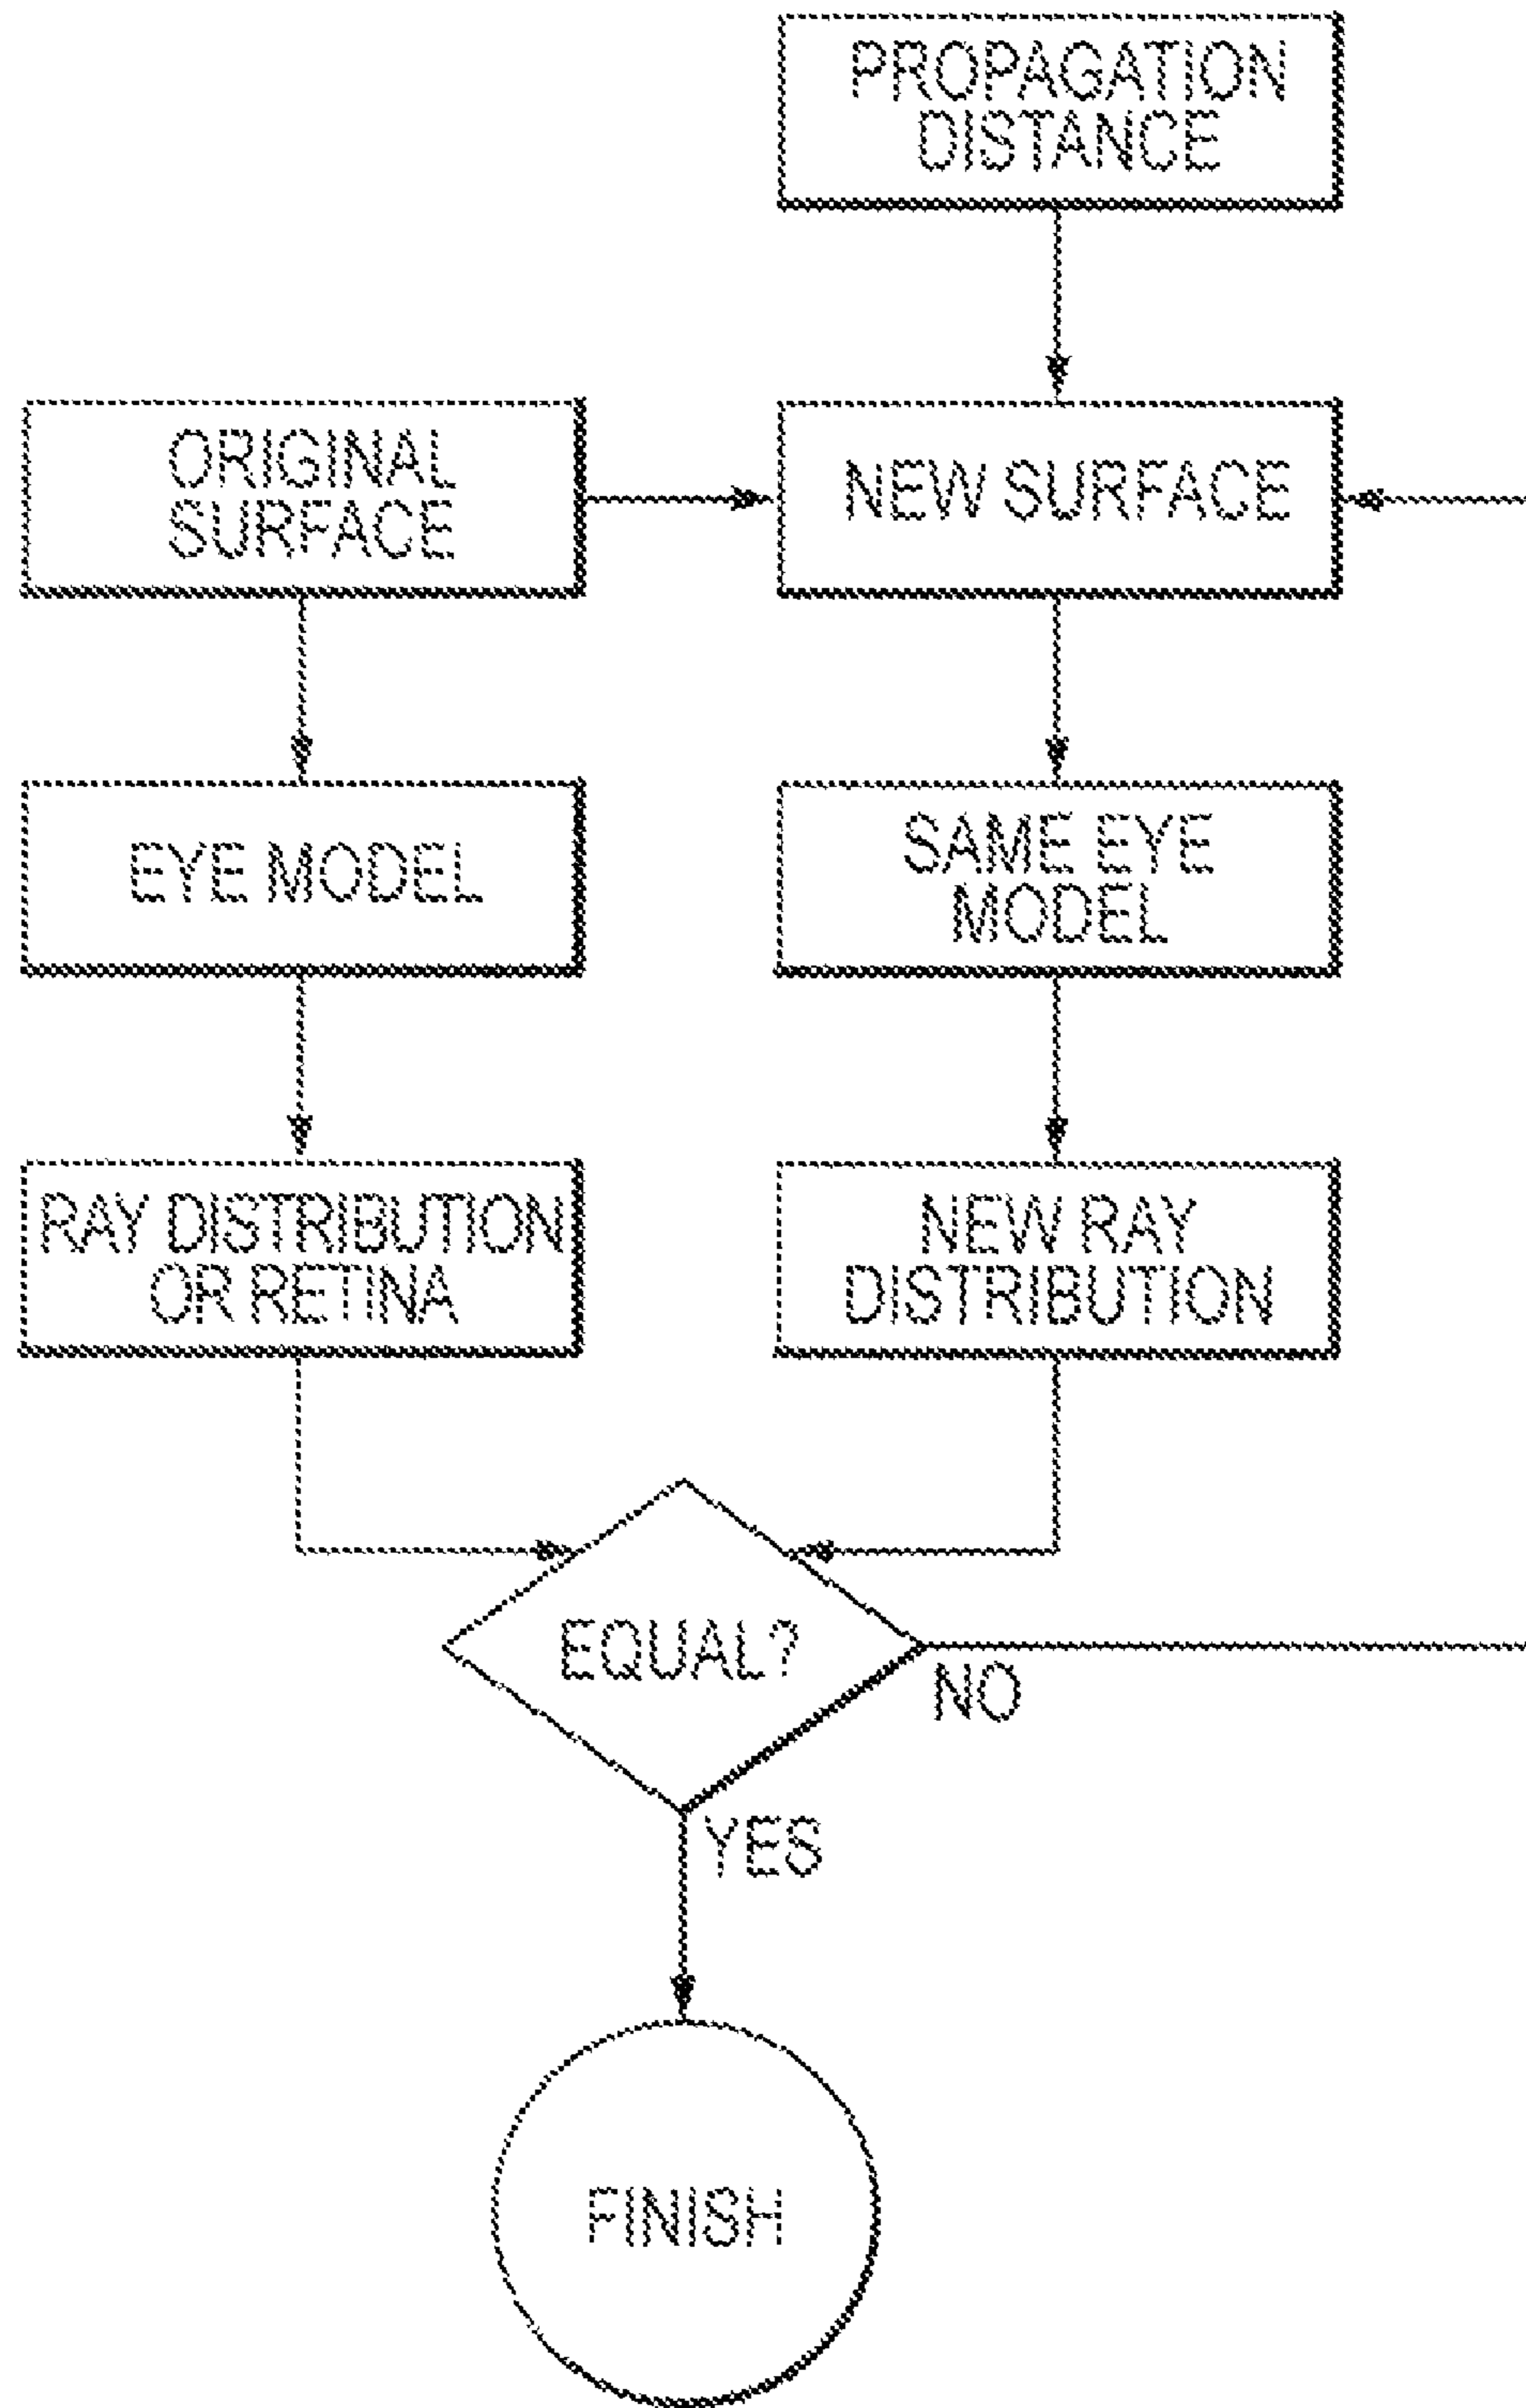 PROPAGATION
DISTANCE
ORIGINAL
SURFACE
NEW SURFACE
EYE MODEL
SAME EYE
MODEL
RAY DISTRIBUTION
OR RETINA
NEW RAY
DISTRIBUTION
EQUAL?
NO
YES
FINISH